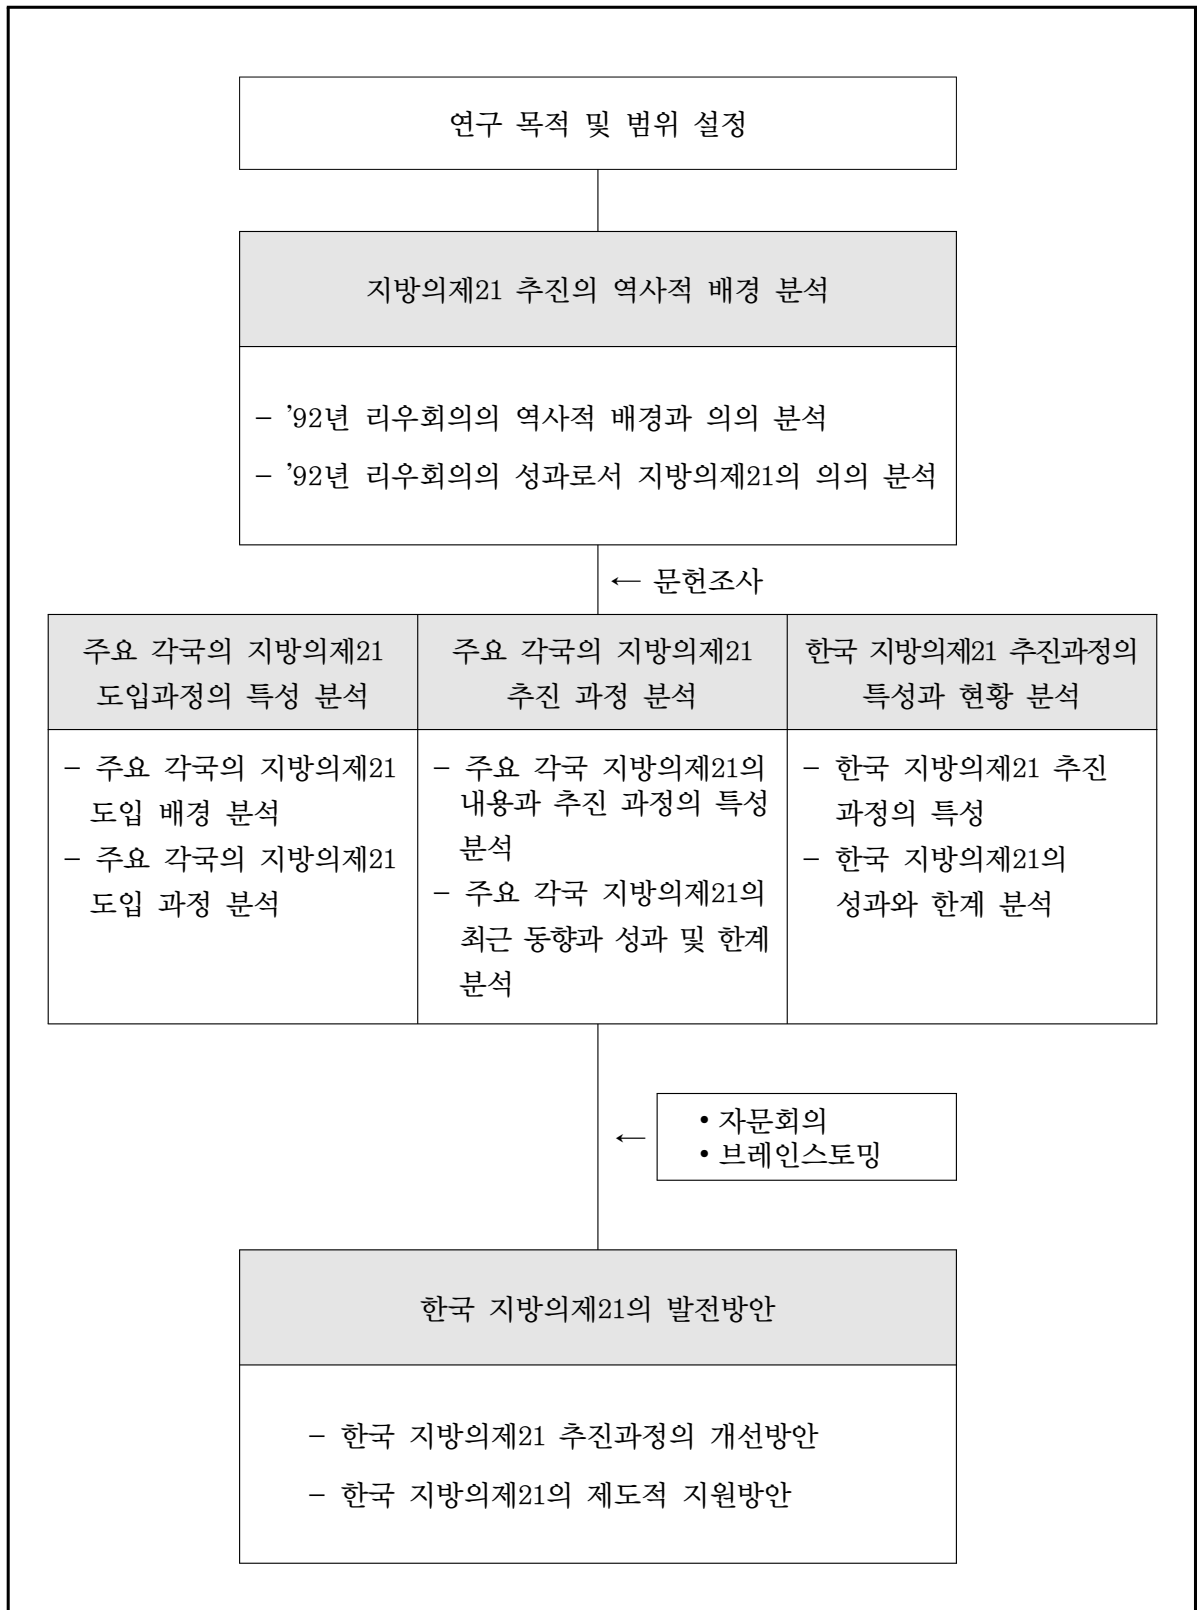 연구 목적 및 범위 설정
지방의제21 추진의 역사적 배경 분석
– ’92년 리우회의의 역사적 배경과 의의 분석
– ’92년 리우회의의 성과로서 지방의제21의 의의 분석
← 문헌조사
주요 각국의 지방의제21
도입과정의 특성 분석
– 주요 각국의 지방의제21
도입 배경 분석
– 주요 각국의 지방의제21
도입 과정 분석
주요 각국의 지방의제21
추진 과정 분석
– 주요 각국 지방의제21의
내용과 추진 과정의 특성
분석
– 주요 각국 지방의제21의
최근 동향과 성과 및 한계
분석
한국 지방의제21 추진과정의
특성과 현황 분석
– 한국 지방의제21 추진
과정의 특성
– 한국 지방의제21의
성과와 한계 분석
←
• 자문회의
• 브레인스토밍
한국 지방의제21의 발전방안
– 한국 지방의제21 추진과정의 개선방안
– 한국 지방의제21의 제도적 지원방안